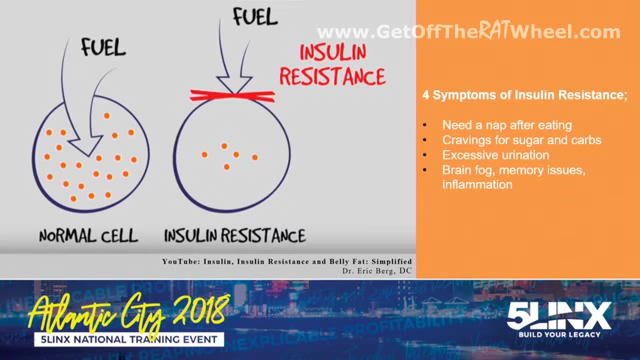 www.GetOffTheRATWheel.com
FUEL
FUEL
INSULIN
RESISTANCE
NORMAL CELL
INSULIN RESISTANCE
YouTube: Insulin, Insulin Resistance and Belly Fat: Simplified
Dr. Eric Berg, DC
4 Symptoms of Insulin Resistance;
• Need a nap after eating
• Cravings for sugar and carbs
• Excessive urination
• Brain fog, memory issues,
inflammation
Atlantic City 2018
5LINX NATIONAL TRAINING EVENT
5LINX
BUILD YOUR LEGACY